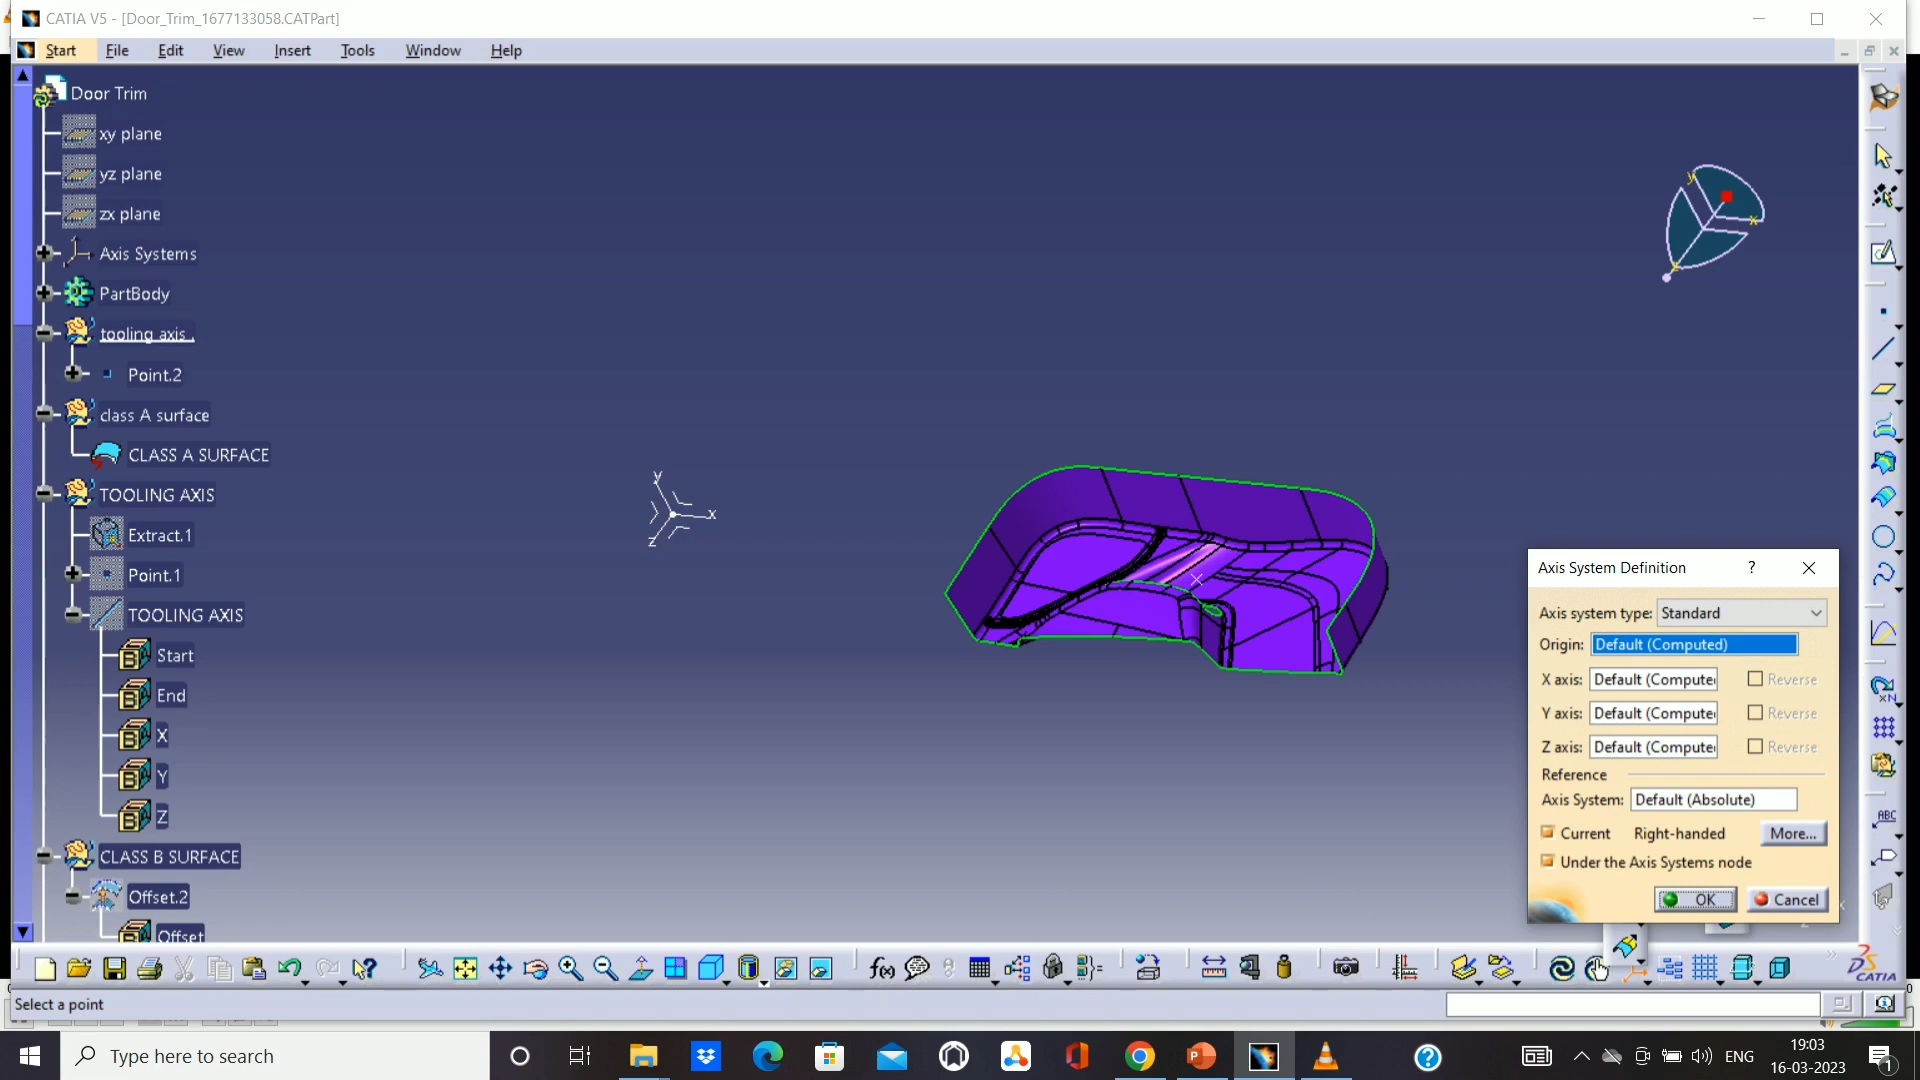 CATIA V5 - [Door_Trim_1677133058.CATPart]
Start File Edit View Insert Tools Window Help
Door Trim
xy plane
yz plane
zx plane
Axis Systems
PartBody
tooling axis .
Point.2
class A surface
CLASS A SURFACE
TOOLING AXIS
Extract.1
Point.1
TOOLING AXIS
Start
End
X
Y
Z
CLASS B SURFACE
Offset.2
Offset
y
x
z
y
x
z
Axis System Definition ?
Axis system type: Standard
Origin: Default (Computed)
X axis: Default (Compute Reverse
Y axis: Default (Compute Reverse
Z axis: Default (Compute Reverse
Reference
Axis System: Default (Absolute)
Current Right-handed More...
Under the Axis Systems node
OK Cancel
ABC
f(x)
CATIA
Select a point
Type here to search
ENG
19:03
16-03-2023
1